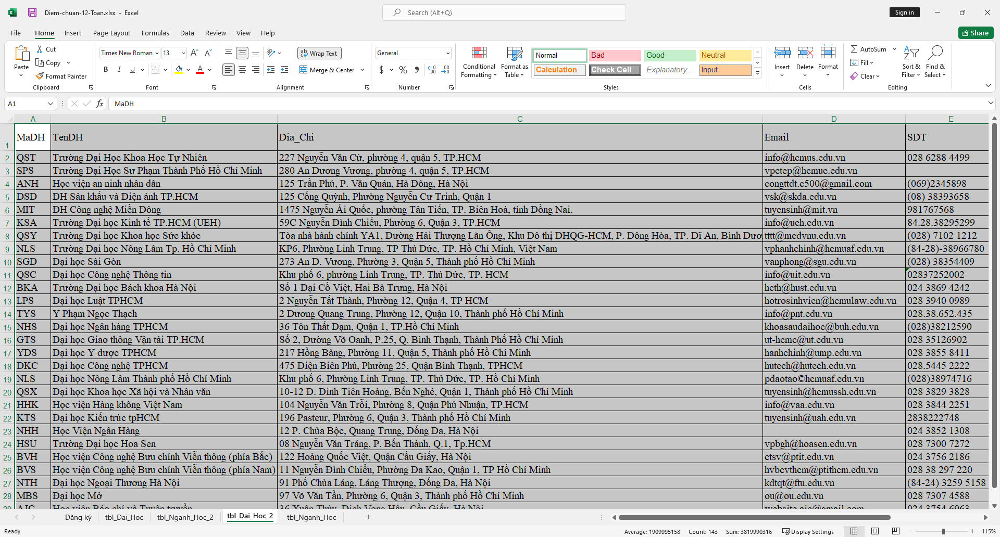 Diem-chuan-12-Toan.xlsx - Excel
Search (Alt+Q)
Sign in
File Home Insert Page Layout Formulas Data Review View Help
Share
Paste
Cut
Copy
Format Painter
Clipboard
Times New Roman 13
B I U
Font
Wrap Text
Merge & Center
Alignment
General
$ % 9
Number
Conditional Formatting
Format as Table
Normal Bad Good Neutral
Calculation Check Cell Explanatory... Input
Styles
Insert Delete Format
Cells
AutoSum
Fill
Clear
Sort & Filter
Find & Select
Editing
A1 fx MaDH
A B C D E
1 MaDH TenDH Dia_Chi Email SDT
2 QST Trường Đại Học Khoa Học Tự Nhiên 227 Nguyễn Văn Cừ, phường 4, quận 5, TP.HCM info@hcmus.edu.vn 028 6288 4499
3 SPS Trường Đại Học Sư Phạm Thành Phố Hồ Chí Minh 280 An Dương Vương, phường 4, quận 5, TP.HCM vpetep@hcmue.edu.vn
4 ANH Học viện an ninh nhân dân 125 Trần Phú, P. Văn Quán, Hà Đông, Hà Nội congttdt.c500@gmail.com (069)2345898
5 DSD ĐH Sân khấu và Điện ảnh TP.HCM 125 Cống Quỳnh, Phường Nguyễn Cư Trinh, Quận 1 vsk@skda.edu.vn (08) 38393658
6 MIT ĐH Công nghệ Miền Đông 1475 Nguyễn Ái Quốc, phường Tân Tiến, TP. Biên Hoà, tỉnh Đồng Nai. tuyensinh@mit.vn 981767568
7 KSA Trường Đại học Kinh tế TP.HCM (UEH) 59C Nguyễn Đình Chiểu, Phường 6, Quận 3, TP.HCM info@ueh.edu.vn 84.28.38295299
8 QSY Trường Đại học Khoa học Sức khỏe Tòa nhà hành chính YA1, Đường Hải Thượng Lãn Ông, Khu Đô thị ĐHQG-HCM, P. Đông Hòa, TP. Dĩ An, Bình Dươ tttt@medvnu.edu.vn (028) 7102 1212
9 NLS Trường Đại học Nông Lâm Tp. Hồ Chí Minh KP6, Phường Linh Trung, TP Thủ Đức, TP. Hồ Chí Minh, Việt Nam vphanhchinh@hcmuaf.edu.vn (84-28)-38966780
10 SGD Đại học Sài Gòn 273 An D. Vương, Phường 3, Quận 5, Thành phố Hồ Chí Minh vanphong@sgu.edu.vn (028) 38354409
11 QSC Đại học Công nghệ Thông tin Khu phố 6, phường Linh Trung, TP. Thủ Đức, TP. HCM info@uit.edu.vn 02837252002
12 BKA Trường Đại học Bách khoa Hà Nội Số 1 Đại Cồ Việt, Hai Bà Trưng, Hà Nội hcth@hust.edu.vn 024 3869 4242
13 LPS Đại học Luật TPHCM 2 Nguyễn Tất Thành, Phường 12, Quận 4, TP HCM hotrosinhvien@hcmulaw.edu.vn 028 3940 0989
14 TYS Y Phạm Ngọc Thạch 2 Dương Quang Trung, Phường 12, Quận 10, Thành phố Hồ Chí Minh info@pnt.edu.vn 028.38.652.435
15 NHS Đại học Ngân hàng TPHCM 36 Tôn Thất Đạm, Quận 1, TP.Hồ Chí Minh khoasaudaihoc@buh.edu.vn (028)38212590
16 GTS Đại học Giao thông Vận tải TP.HCM Số 2, Đường Võ Oanh, P.25, Q. Bình Thạnh, Thành Phố Hồ Chí Minh ut-hcmc@ut.edu.vn 028 35126902
17 YDS Đại học Y dược TPHCM 217 Hồng Bàng, Phường 11, Quận 5, Thành phố Hồ Chí Minh hanhchinh@ump.edu.vn 028 3855 8411
18 DKC Đại học Công nghệ TPHCM 475 Điện Biên Phủ, Phường 25, Quận Bình Thạnh, TPHCM hutech@hutech.edu.vn 028.5445 2222
19 NLS Đại học Nông Lâm Thành phố Hồ Chí Minh Khu phố 6, Phường Linh Trung, TP. Thủ Đức, TP. Hồ Chí Minh pdaotao©hcmuaf.edu.vn (028)38974716
20 QSX Đại học Khoa học Xã hội và Nhân văn 10-12 Đ. Đinh Tiên Hoàng, Bến Nghé, Quận 1, Thành phố Hồ Chí Minh tuyensinh@hcmussh.edu.vn 028 3829 3828
21 HHK Học viện Hàng không Việt Nam 104 Nguyễn Văn Trỗi, Phường 8, Quận Phú Nhuận, TP.HCM info@vaa.edu.vn 028 3844 2251
22 KTS Đại học Kiến trúc tpHCM 196 Pasteur, Phường 6, Quận 3, Thành phố Hồ Chí Minh tuyensinh@uah.edu.vn 2838222748
23 NHH Học Viện Ngân Hàng 12 P. Chùa Bộc, Quang Trung, Đống Đa, Hà Nội 024 3852 1308
24 HSU Trường Đại học Hoa Sen 08 Nguyễn Văn Tráng, P. Bến Thành, Q.1, Tp.HCM vpbgh@hoasen.edu.vn 028 7300 7272
25 BVH Học viện Công nghệ Bưu chính Viễn thông (phía Bắc) 122 Hoàng Quốc Việt, Quận Cầu Giấy, Hà Nội ctsv@ptit.edu.vn 024 3756 2186
26 BVS Học viện Công nghệ Bưu chính Viễn thông (phía Nam) 11 Nguyễn Đình Chiểu, Phường Đa Kao, Quận 1, TP Hồ Chí Minh hvbcvthcm@ptithcm.edu.vn 028 38 297 220
27 NTH Đại học Ngoại Thương Hà Nội 91 Phố Chùa Láng, Láng Thượng, Đống Đa, Hà Nội kdtqt@ftu.edu.vn (84-24) 3259 5158
28 MBS Đại học Mở 97 Võ Văn Tần, Phường 6, Quận 3, Thành phố Hồ Chí Minh ou@ou.edu.vn 028 7307 4588
29 AJC Học viện Báo chí và Tuyên truyền 36 Xuân Thủy, Dịch Vọng Hậu, Cầu Giấy, Hà Nội website.ajc@gmail.com 024 3754 6963
Đăng ký tbl_Dai_Hoc tbl_Nganh_Hoc_2 tbl_Dai_Hoc_2 tbl_Nganh_Hoc
Ready Average: 1909995158 Count: 143 Sum: 3819990316 Display Settings 115%